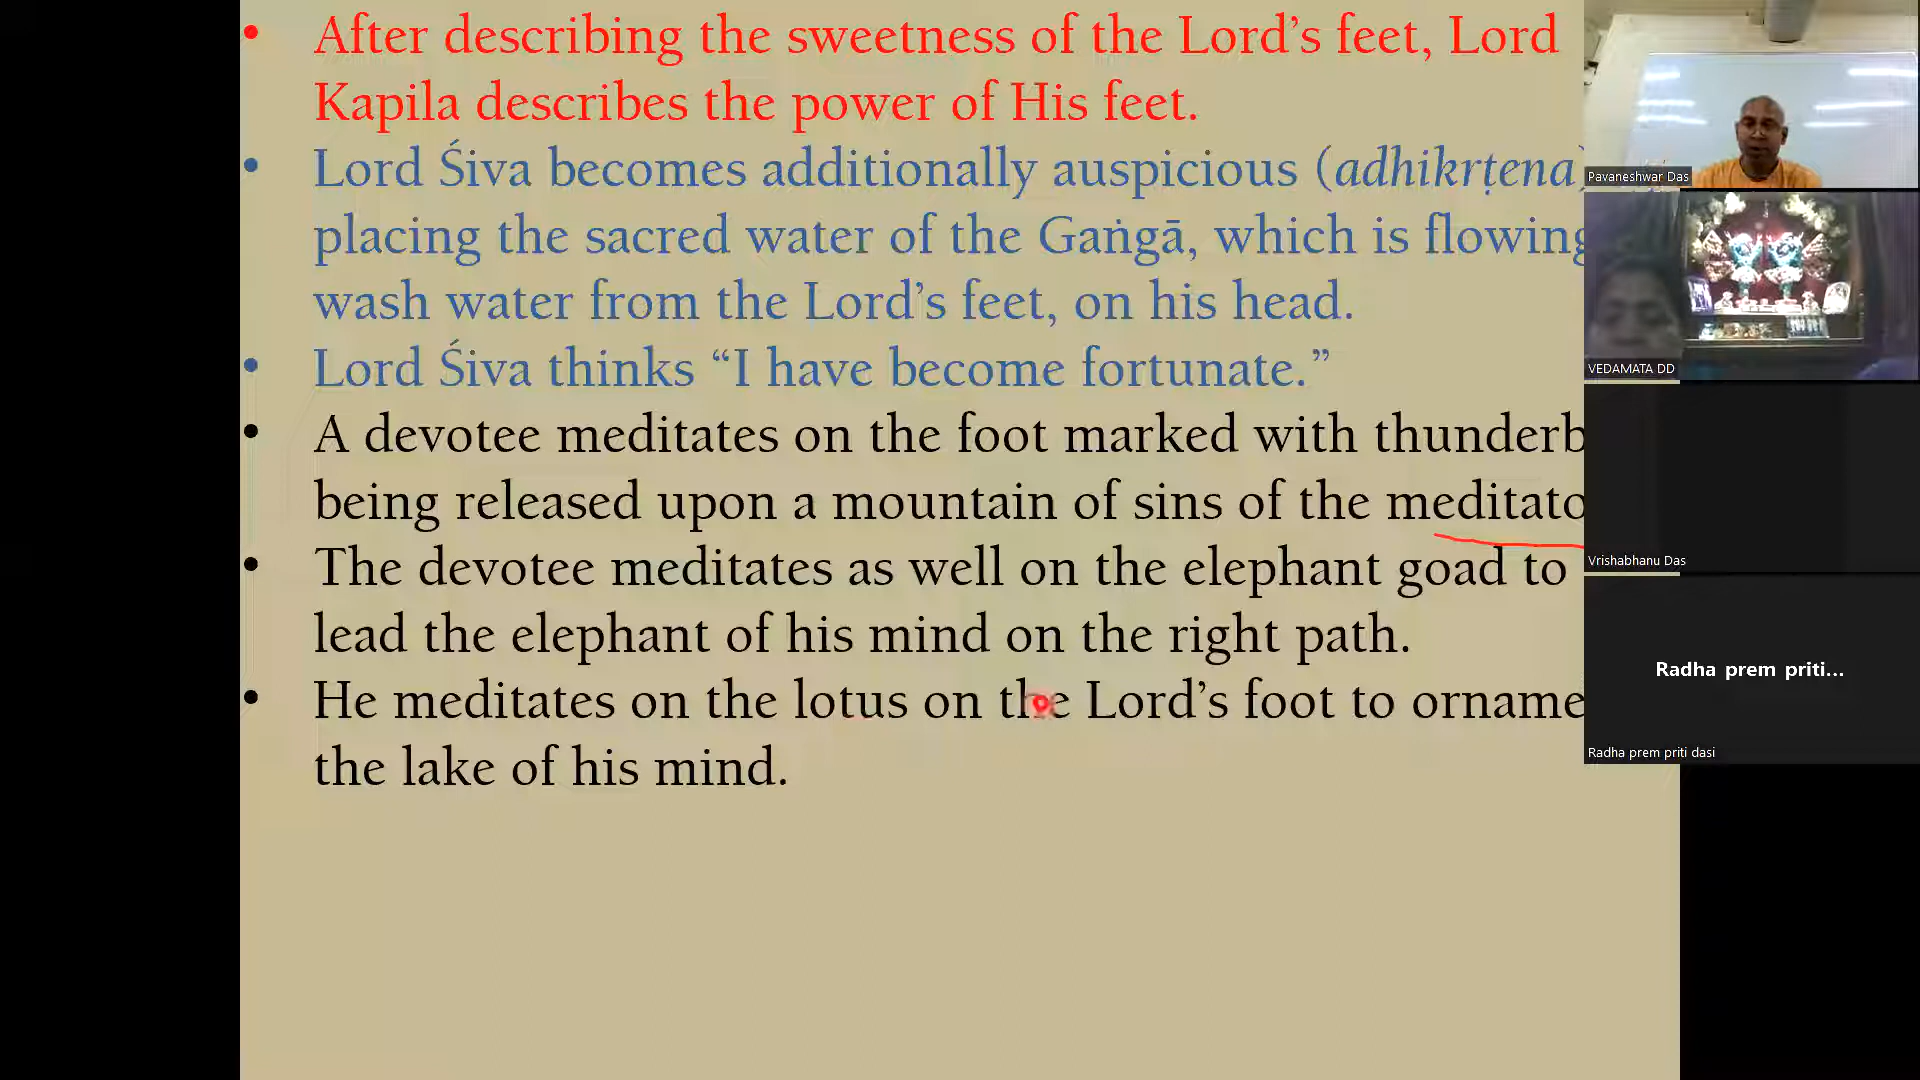 • After describing the sweetness of the Lord’s feet, Lord
Kapila describes the power of His feet.
• Lord Śiva becomes additionally auspicious (adhikṛtena)
placing the sacred water of the Gaṅgā, which is flowing
wash water from the Lord’s feet, on his head.
• Lord Śiva thinks “I have become fortunate.”
• A devotee meditates on the foot marked with
being released upon a mountain of sins of the
• The devotee meditates as well on the elephant goad to
lead the elephant of his mind on the right path.
• He meditates on the lotus on the Lord’s foot to
the lake of his mind.
Pavaneshwar Das
VEDAMATA DD
Vrishabhanu Das
Radha prem priti...
Radha prem priti dasi